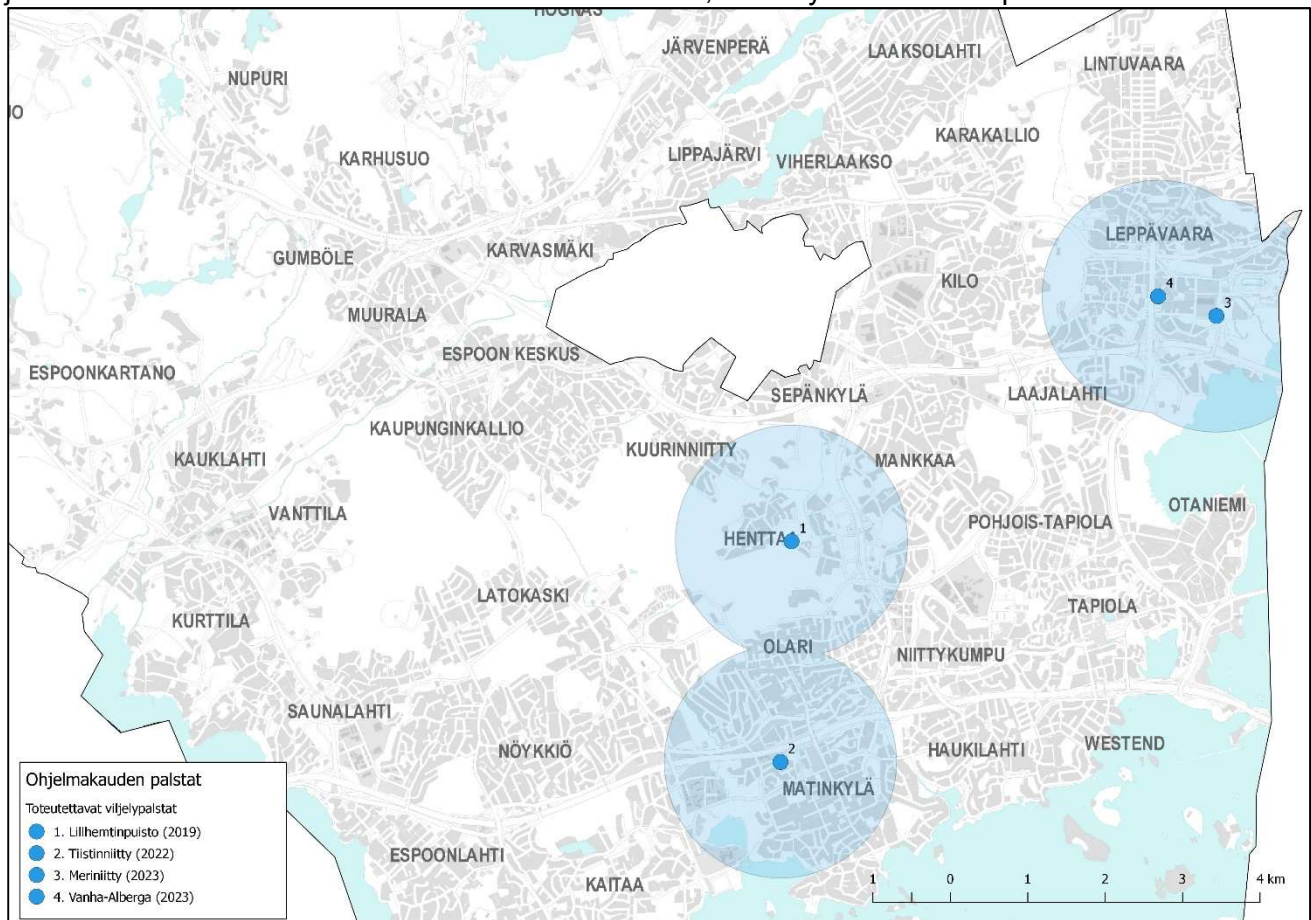 HÖGNÄS
JÄRVENPERÄ
LAAKSOLAHTI
LINTUVAARA
NUPURI
KARAKALLIO
KARHUSUO
LIPPAJÄRVI
VIHERLAAKSO
LEPPÄVAARA
KARVASMÄKI
GUMBÖLE
KILO
4
3
MUURALA
ESPOON KESKUS
ESPOONKARTANO
SEPÄNKYLÄ
LAAJALAHTI
KAUPUNGINKALLIO
KUURINNIITTY
KAUKLAHTI
MANKKAA
OTANIEMI
VANTTILA
POHJOIS-TAPIOLA
HENTTAA
1
LATOKASKI
TAPIOLA
KURTTILA
OLARI
NIITTYKUMPU
SAUNALAHTI
NÖYKKIÖ
2
HAUKILAHTI
WESTEND
MATINKYLÄ
ESPOONLAHTI
KAITAA
Ohjelmakauden palstat
Toteutettavat viljelypalstat
1. Lillhemtinpuisto (2019)
2. Tiistinniitty (2022)
3. Meriniitty (2023)
4. Vanha-Alberga (2023)
1 0 1 2 3 4 km